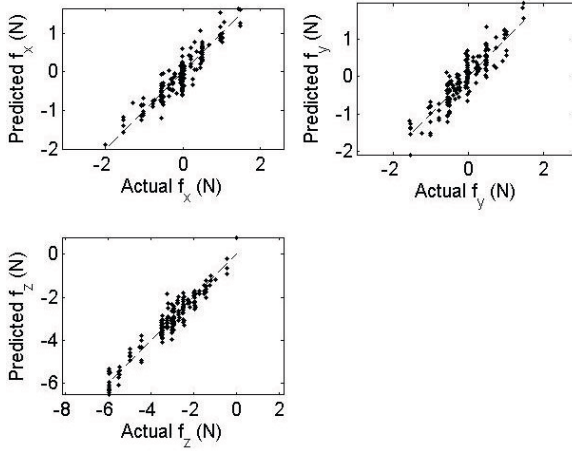 Predicted f_x (N)
1
0
-1
-2
-2 0 2
Actual f_x (N)
Predicted f_y (N)
1
0
-1
-2
-2 0 2
Actual f_y (N)
Predicted f_z (N)
0
-2
-4
-6
-8 -6 -4 -2 0 2
Actual f_z (N)